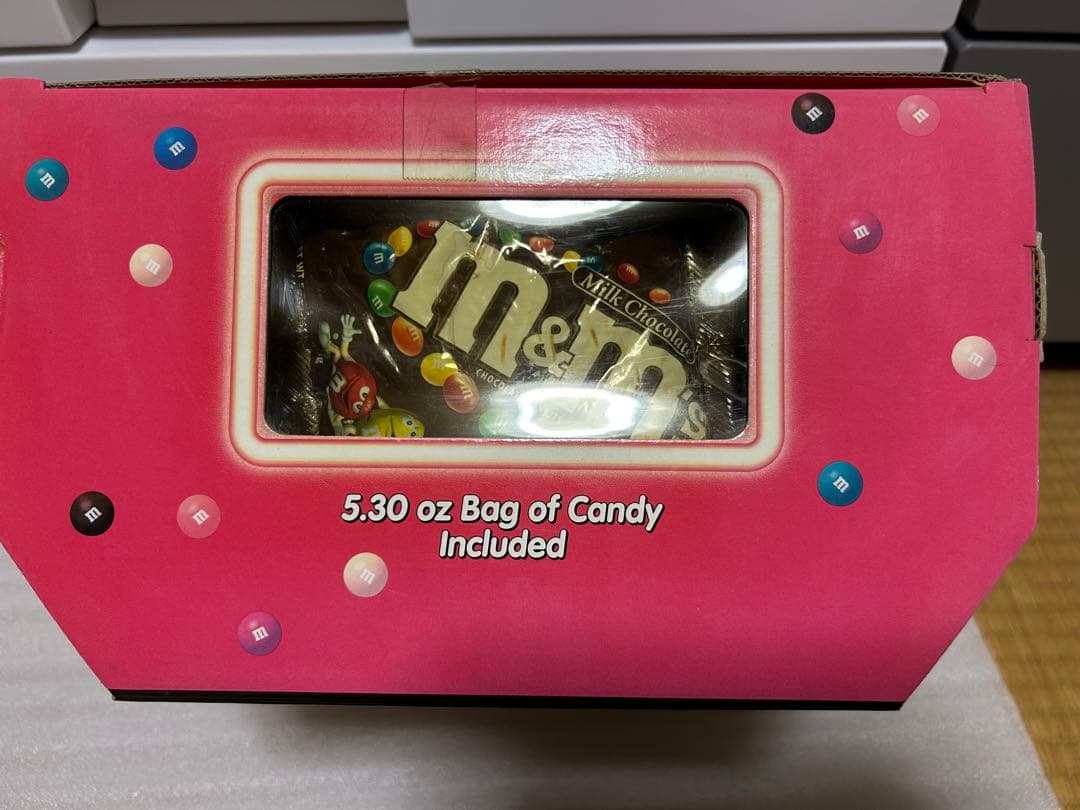 m&m's
Milk Chocolate
5.30 oz Bag of Candy
Included